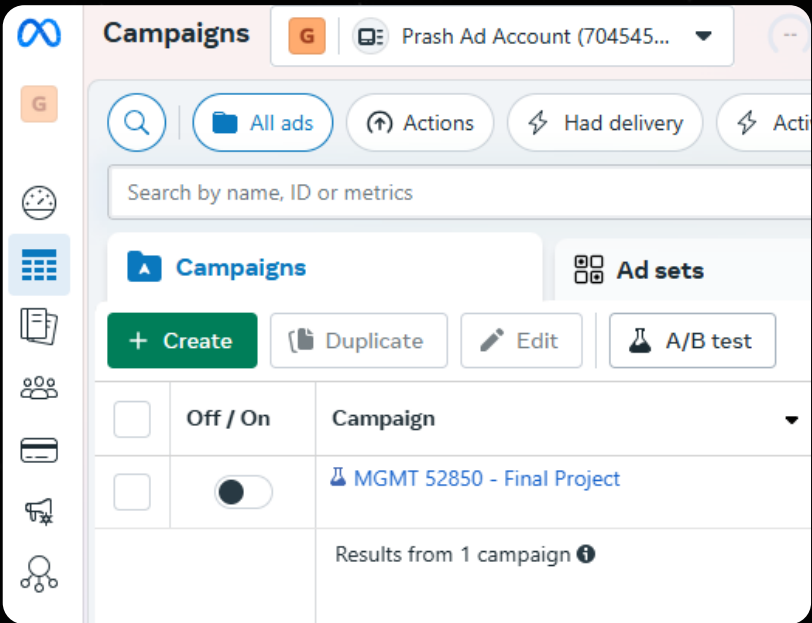 Campaigns
G
Prash Ad Account (704545...
--
G
All ads
Actions
Had delivery
Acti
Search by name, ID or metrics
Campaigns
Ad sets
+ Create
Duplicate
Edit
A/B test
Off / On
Campaign
MGMT 52850 - Final Project
Results from 1 campaign